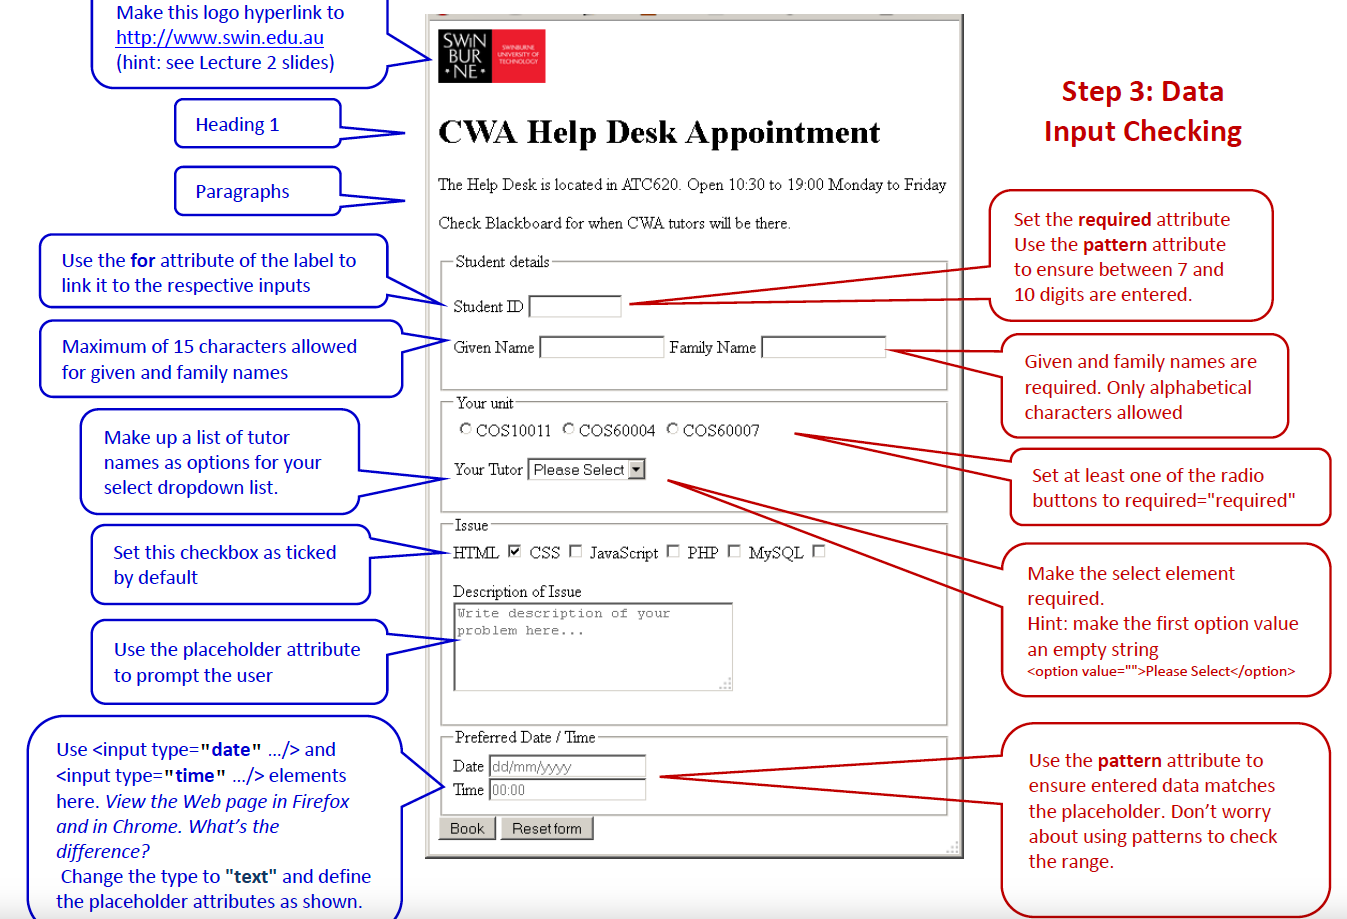 Make this logo hyperlink to
http://www.swin.edu.au
(hint: see Lecture 2 slides)
Heading 1
Paragraphs
Use the for attribute of the label to
link it to the respective inputs
Maximum of 15 characters allowed
for given and family names
Make up a list of tutor
names as options for your
select dropdown list.
Set this checkbox as ticked
by default
Use the placeholder attribute
to prompt the user
Use <input type="date" .../> and
<input type="time" .../> elements
here. View the Web page in Firefox
and in Chrome. What's the
difference?
Change the type to "text" and define
the placeholder attributes as shown.
SWIN
BUR
• NE •
SWINBURNE
UNIVERSITY OF
TECHNOLOGY
CWA Help Desk Appointment
The Help Desk is located in ATC620. Open 10:30 to 19:00 Monday to Friday
Check Blackboard for when CWA tutors will be there.
Student details
Student ID
Given Name Family Name
Your unit
COS10011 COS60004 COS60007
Your Tutor Please Select
Issue
HTML CSS JavaScript PHP MySQL
Description of Issue
Write description of your
problem here...
Preferred Date / Time
Date dd/mm/yyyy
Time 00:00
Book Reset form
Step 3: Data
Input Checking
Set the required attribute
Use the pattern attribute
to ensure between 7 and
10 digits are entered.
Given and family names are
required. Only alphabetical
characters allowed
Set at least one of the radio
buttons to required="required"
Make the select element
required.
Hint: make the first option value
an empty string
<option value="">Please Select</option>
Use the pattern attribute to
ensure entered data matches
the placeholder. Don't worry
about using patterns to check
the range.